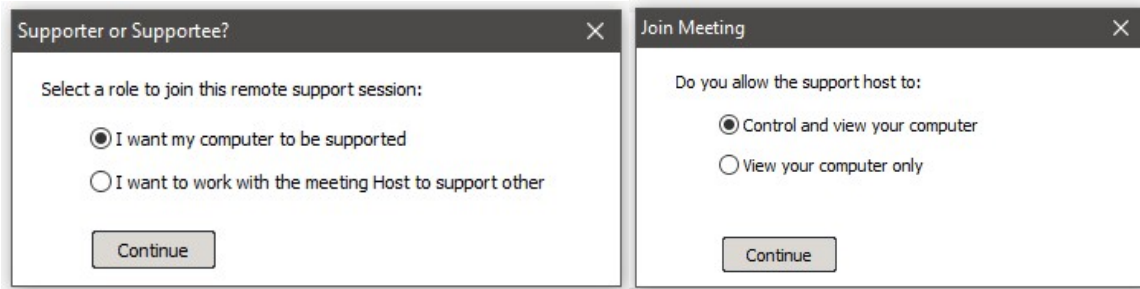 Supporter or Supportee?
Select a role to join this remote support session:
I want my computer to be supported
I want to work with the meeting Host to support other
Continue
Join Meeting
Do you allow the support host to:
Control and view your computer
View your computer only
Continue